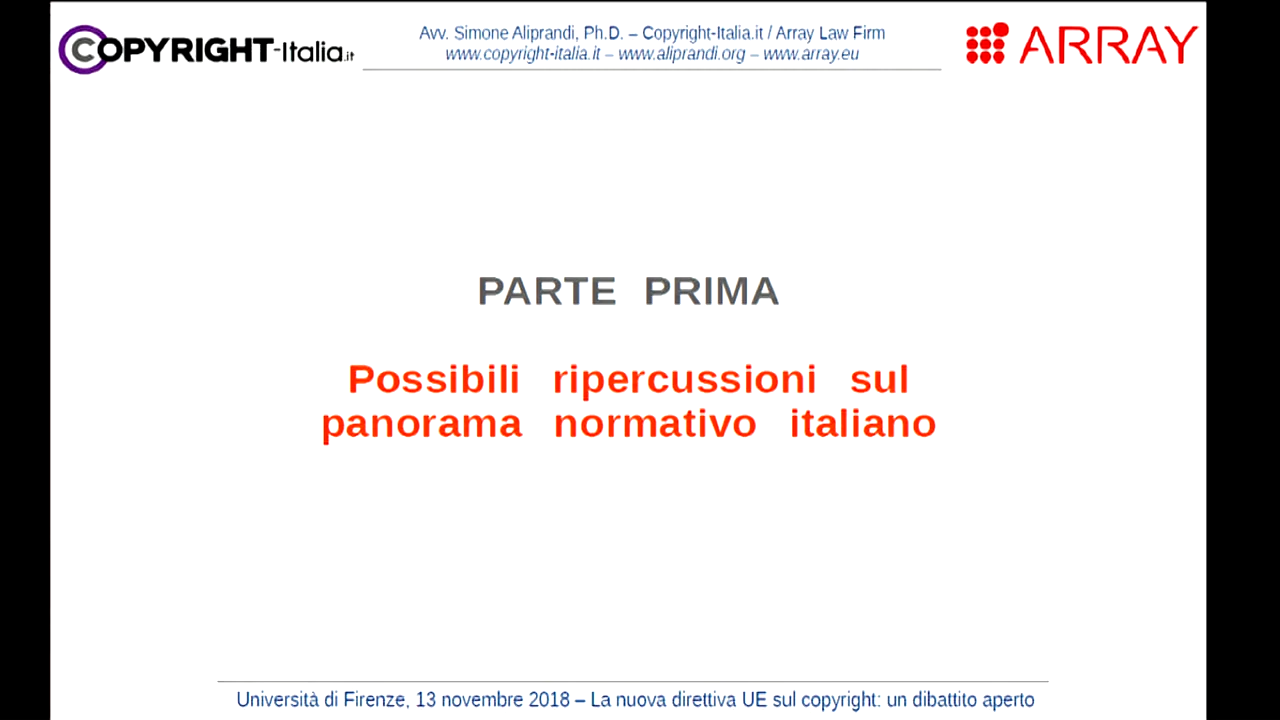 COPYRIGHT-Italia.it
Avv. Simone Aliprandi, Ph.D. – Copyright-Italia.it / Array Law Firm
www.copyright-italia.it – www.aliprandi.org – www.array.eu
ARRAY
PARTE PRIMA
Possibili ripercussioni sul
panorama normativo italiano
Università di Firenze, 13 novembre 2018 – La nuova direttiva UE sul copyright: un dibattito aperto